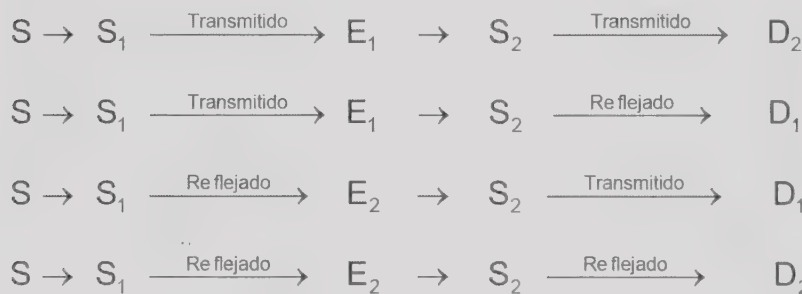 S → S₁ —Transmitido→ E₁ → S₂ —Transmitido→ D₂
S → S₁ —Transmitido→ E₁ → S₂ —Reflejado→ D₁
S → S₁ —Reflejado→ E₂ → S₂ —Transmitido→ D₁
S → S₁ —Reflejado→ E₂ → S₂ —Reflejado→ D₂